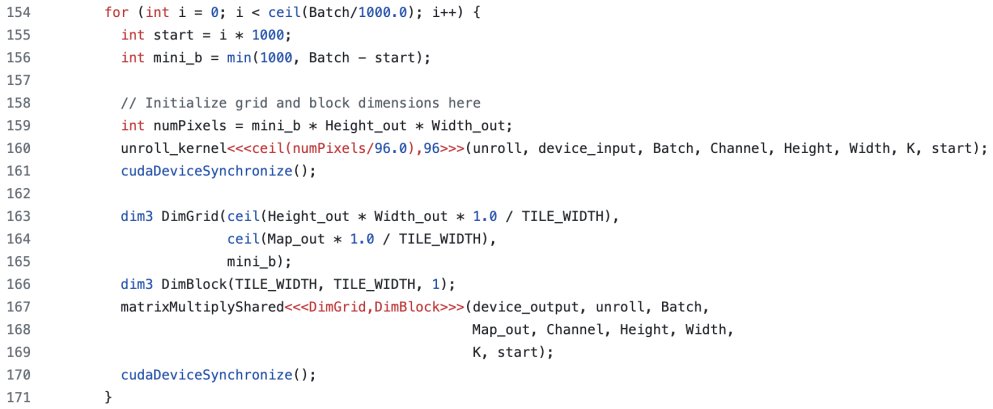 154 for (int i = 0; i < ceil(Batch/1000.0); i++) {
155 int start = i * 1000;
156 int mini_b = min(1000, Batch - start);
157
158 // Initialize grid and block dimensions here
159 int numPixels = mini_b * Height_out * Width_out;
160 unroll_kernel<<<ceil(numPixels/96.0),96>>>(unroll, device_input, Batch, Channel, Height, Width, K, start);
161 cudaDeviceSynchronize();
162
163 dim3 DimGrid(ceil(Height_out * Width_out * 1.0 / TILE_WIDTH),
164 ceil(Map_out * 1.0 / TILE_WIDTH),
165 mini_b);
166 dim3 DimBlock(TILE_WIDTH, TILE_WIDTH, 1);
167 matrixMultiplyShared<<<DimGrid,DimBlock>>>(device_output, unroll, Batch,
168 Map_out, Channel, Height, Width,
169 K, start);
170 cudaDeviceSynchronize();
171 }